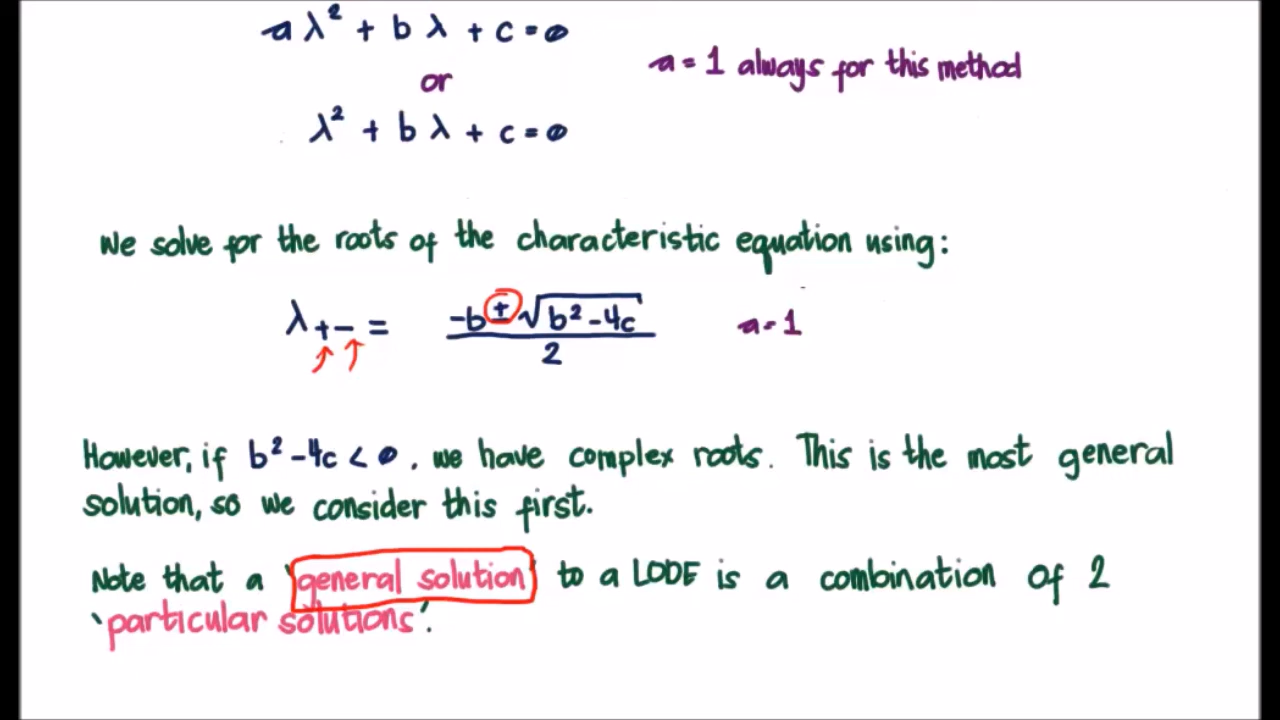 aλ² + bλ + c = 0
a = 1 always for this method
or
λ² + bλ + c = 0
We solve for the roots of the characteristic equation using:
λ+- = (-b ± √(b² - 4c)) / 2
a = 1
However, if b² - 4c < 0, we have complex roots. This is the most general
solution, so we consider this first.
Note that a 'general solution' to a LODE is a combination of 2
'particular solutions'.